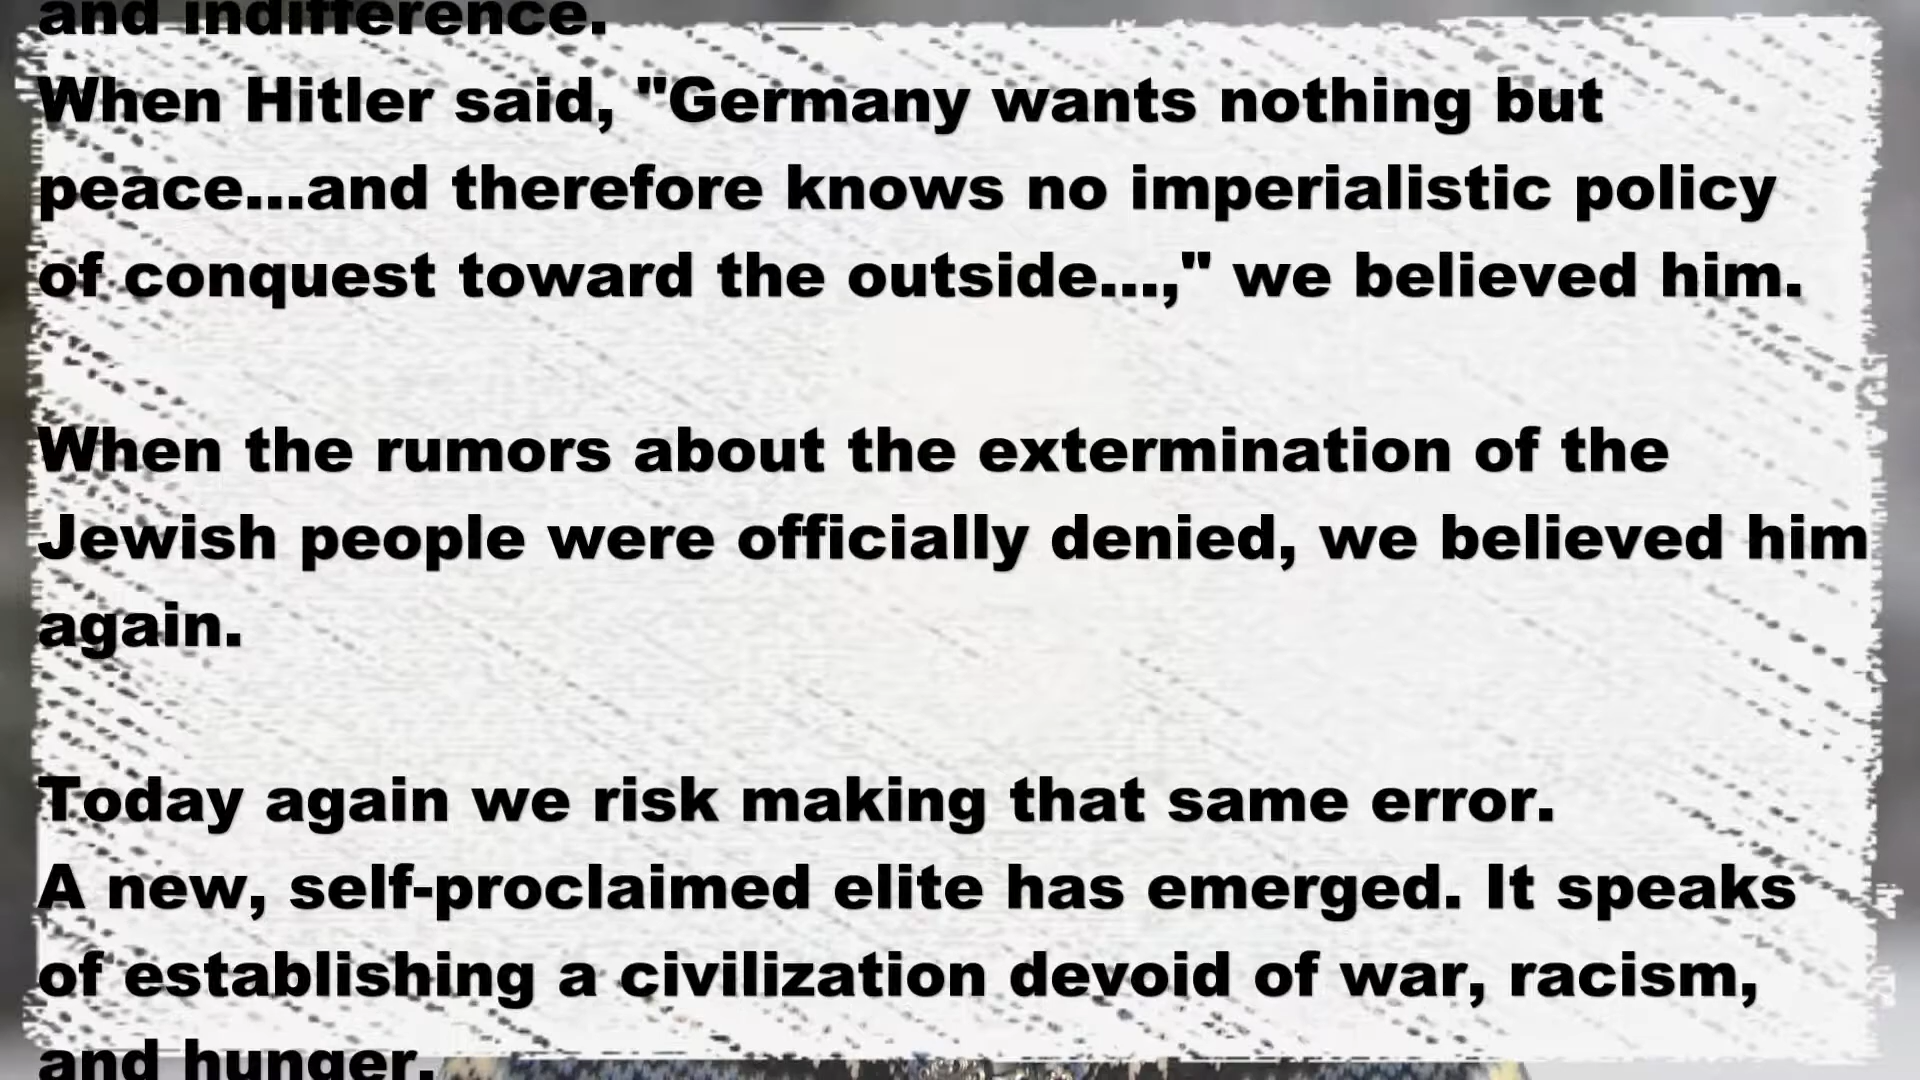 and indifference.
When Hitler said, "Germany wants nothing but
peace...and therefore knows no imperialistic policy
of conquest toward the outside...," we believed him.
When the rumors about the extermination of the
Jewish people were officially denied, we believed him
again.
Today again we risk making that same error.
A new, self-proclaimed elite has emerged. It speaks
of establishing a civilization devoid of war, racism,
and hunger.